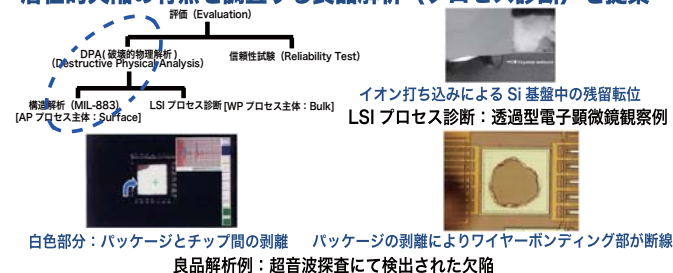 評価（Evaluation）
DPA（破壊的物理解析）
（Destructive Physical Analysis）
信頼性試験（Reliability Test）
構造解析（MIL-883）
[AP プロセス主体：Surface]
LSI プロセス診断 [WP プロセス主体：Bulk]
イオン打ち込みによる Si 基盤中の残留転位
LSI プロセス診断：透過型電子顕微鏡観察例
白色部分：パッケージとチップ間の剥離
パッケージの剥離によりワイヤーボンディング部が断線
良品解析例：超音波探査にて検出された欠陥